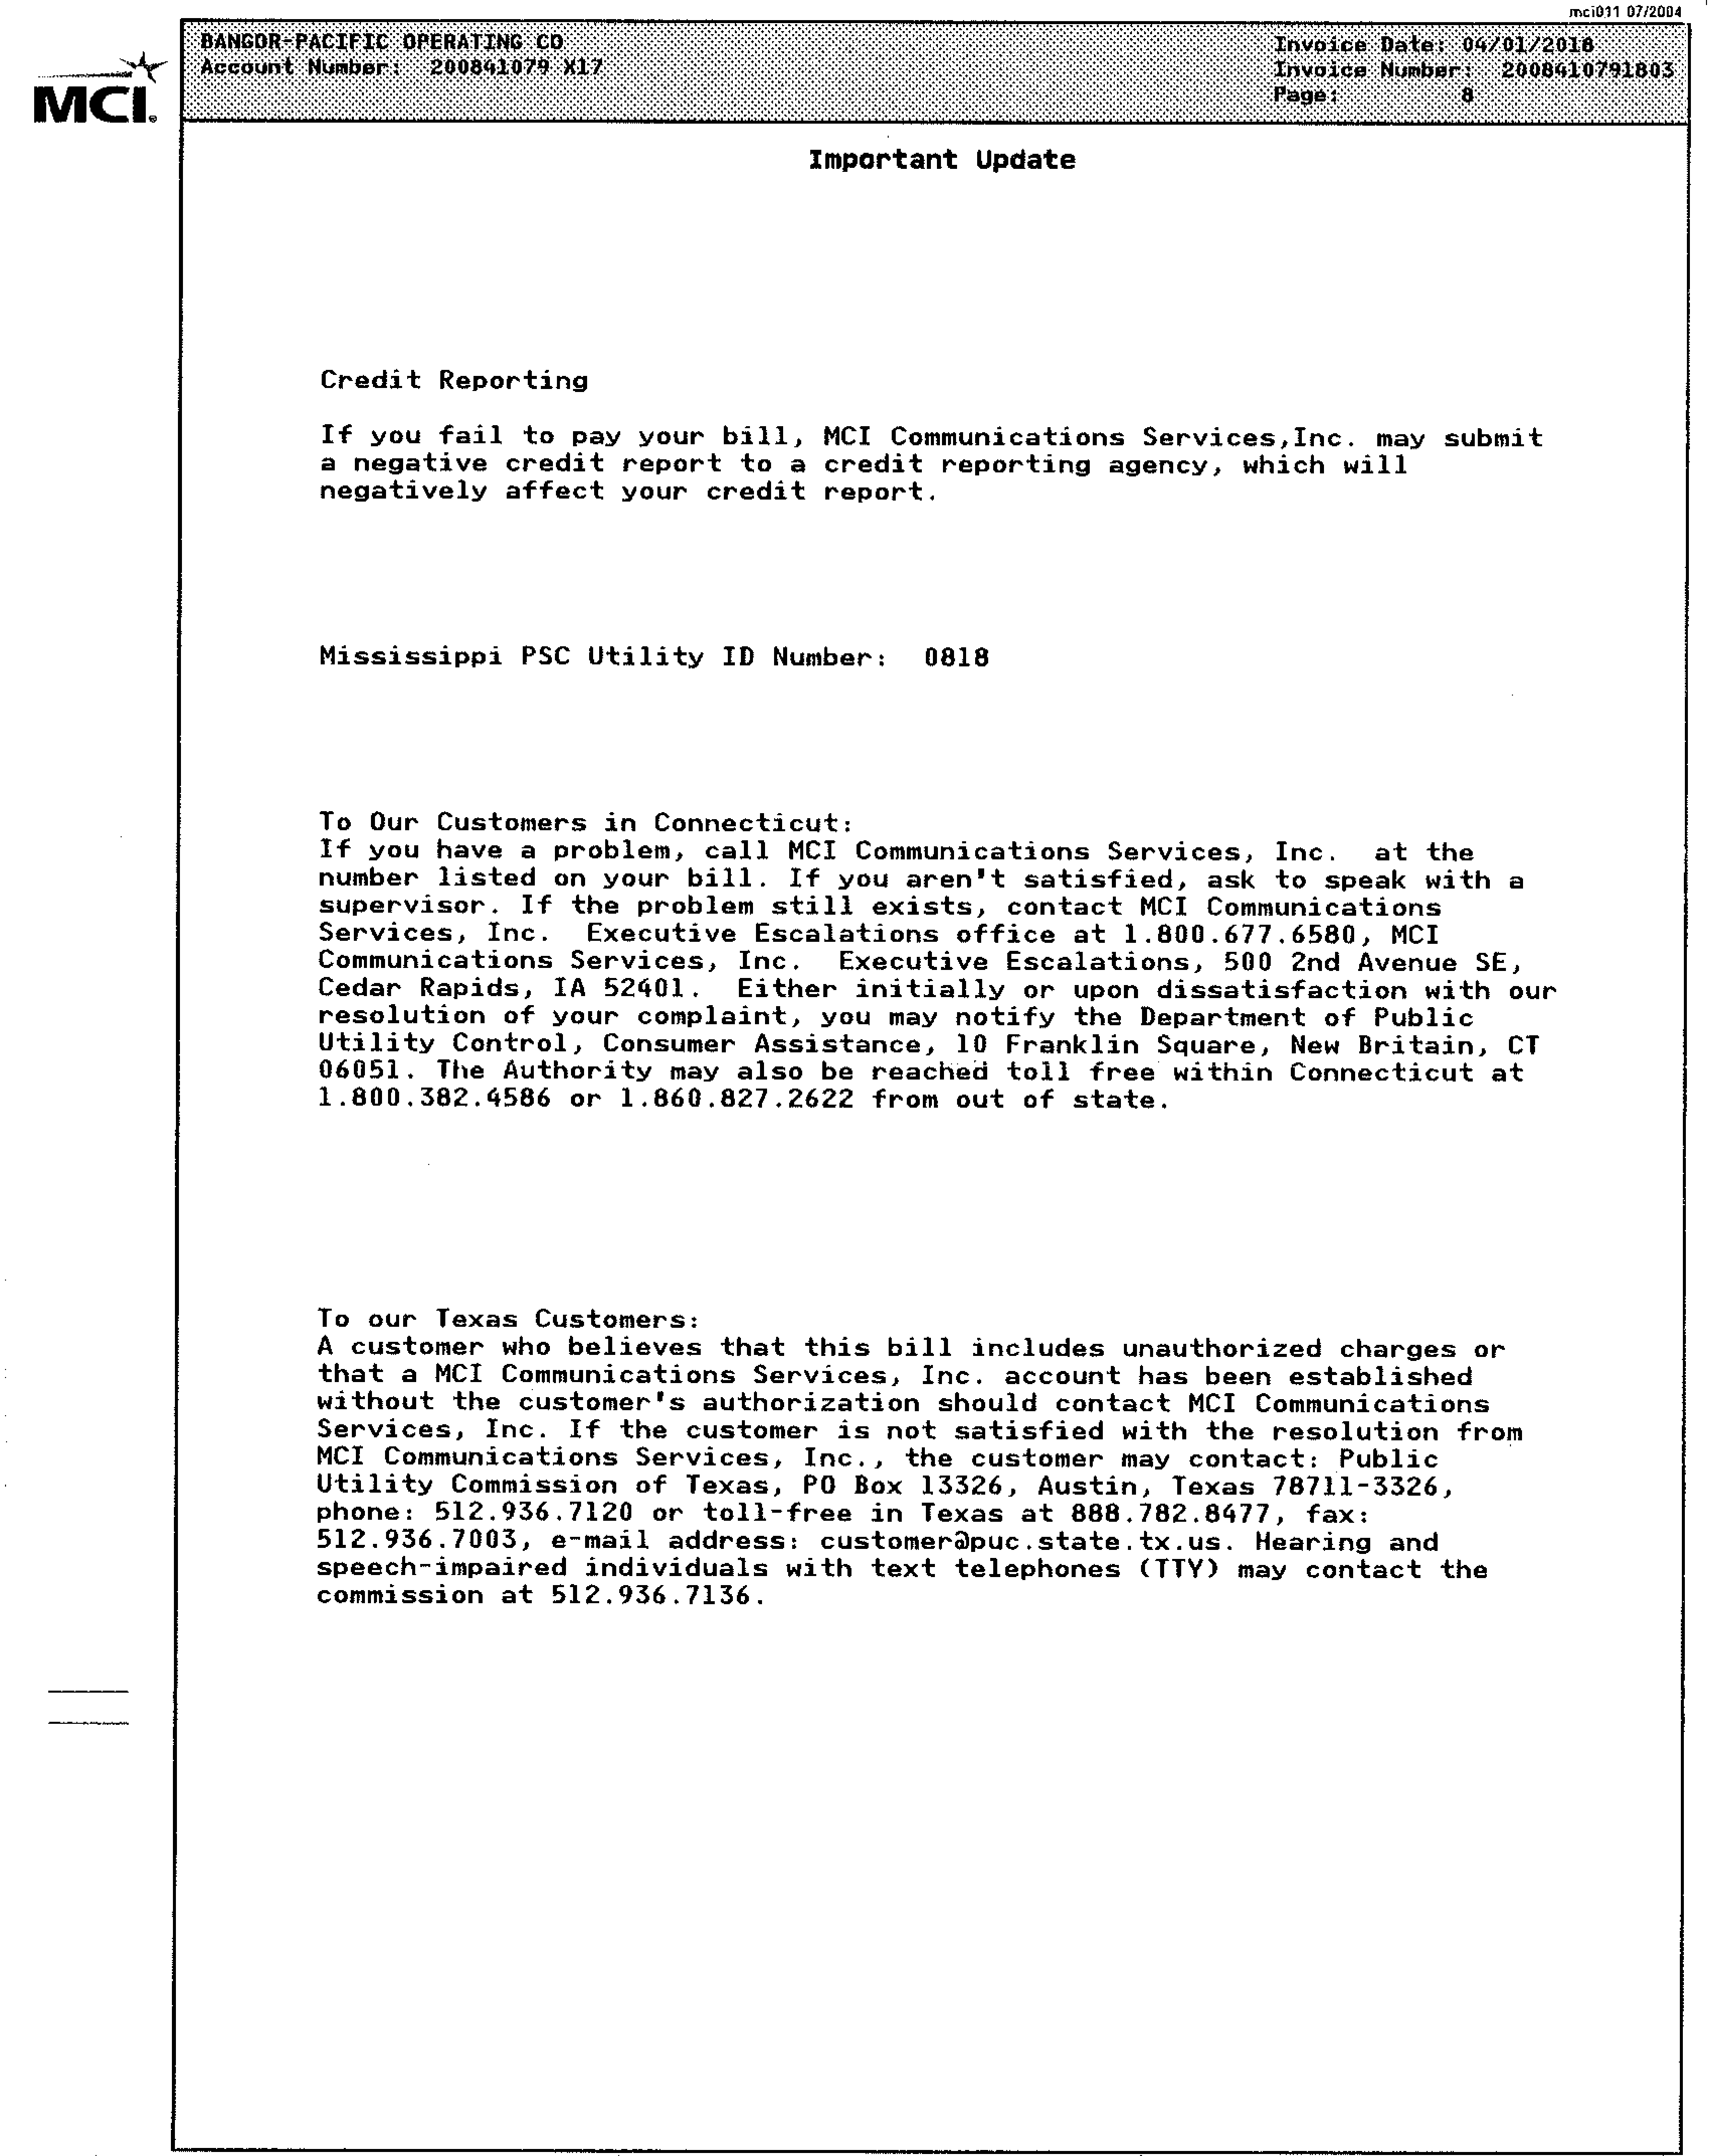 mci011 07/2004
BANGOR-PACIFIC OPERATING CO
Account Number: 200841079 X17
Invoice Date: 04/01/2018
Invoice Number: 2008410791803
Page: 8
MCI®
Important Update
Credit Reporting
If you fail to pay your bill, MCI Communications Services,Inc. may submit
a negative credit report to a credit reporting agency, which will
negatively affect your credit report.
Mississippi PSC Utility ID Number: 0818
To Our Customers in Connecticut:
If you have a problem, call MCI Communications Services, Inc. at the
number listed on your bill. If you aren't satisfied, ask to speak with a
supervisor. If the problem still exists, contact MCI Communications
Services, Inc. Executive Escalations office at 1.800.677.6580, MCI
Communications Services, Inc. Executive Escalations, 500 2nd Avenue SE,
Cedar Rapids, IA 52401. Either initially or upon dissatisfaction with our
resolution of your complaint, you may notify the Department of Public
Utility Control, Consumer Assistance, 10 Franklin Square, New Britain, CT
06051. The Authority may also be reached toll free within Connecticut at
1.800.382.4586 or 1.860.827.2622 from out of state.
To our Texas Customers:
A customer who believes that this bill includes unauthorized charges or
that a MCI Communications Services, Inc. account has been established
without the customer's authorization should contact MCI Communications
Services, Inc. If the customer is not satisfied with the resolution from
MCI Communications Services, Inc., the customer may contact: Public
Utility Commission of Texas, PO Box 13326, Austin, Texas 78711-3326,
phone: 512.936.7120 or toll-free in Texas at 888.782.8477, fax:
512.936.7003, e-mail address: customer@puc.state.tx.us. Hearing and
speech-impaired individuals with text telephones (TTY) may contact the
commission at 512.936.7136.